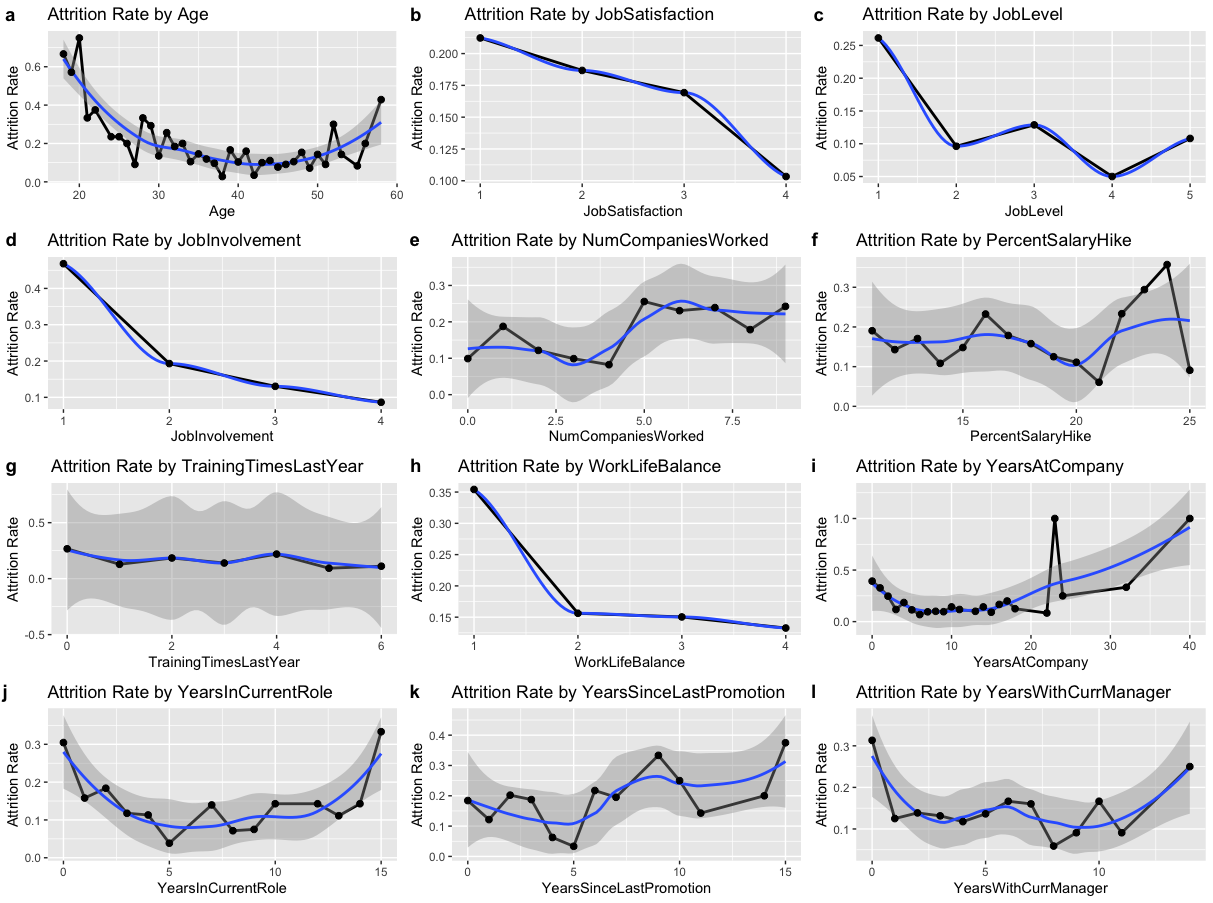 a Attrition Rate by Age
Attrition Rate
0.6
0.4
0.2
0.0
20 30 40 50 60
Age
b Attrition Rate by JobSatisfaction
Attrition Rate
0.200
0.175
0.150
0.125
0.100
1 2 3 4
JobSatisfaction
c Attrition Rate by JobLevel
Attrition Rate
0.25
0.20
0.15
0.10
0.05
1 2 3 4 5
JobLevel
d Attrition Rate by JobInvolvement
Attrition Rate
0.4
0.3
0.2
0.1
1 2 3 4
JobInvolvement
e Attrition Rate by NumCompaniesWorked
Attrition Rate
0.3
0.2
0.1
0.0
0.0 2.5 5.0 7.5
NumCompaniesWorked
f Attrition Rate by PercentSalaryHike
Attrition Rate
0.3
0.2
0.1
0.0
15 20 25
PercentSalaryHike
g Attrition Rate by TrainingTimesLastYear
Attrition Rate
0.5
0.0
-0.5
0 2 4 6
TrainingTimesLastYear
h Attrition Rate by WorkLifeBalance
Attrition Rate
0.35
0.30
0.25
0.20
0.15
1 2 3 4
WorkLifeBalance
i Attrition Rate by YearsAtCompany
Attrition Rate
1.0
0.5
0.0
0 10 20 30 40
YearsAtCompany
j Attrition Rate by YearsInCurrentRole
Attrition Rate
0.3
0.2
0.1
0.0
0 5 10 15
YearsInCurrentRole
k Attrition Rate by YearsSinceLastPromotion
Attrition Rate
0.4
0.3
0.2
0.1
0.0
0 5 10 15
YearsSinceLastPromotion
l Attrition Rate by YearsWithCurrManager
Attrition Rate
0.3
0.2
0.1
0 5 10
YearsWithCurrManager